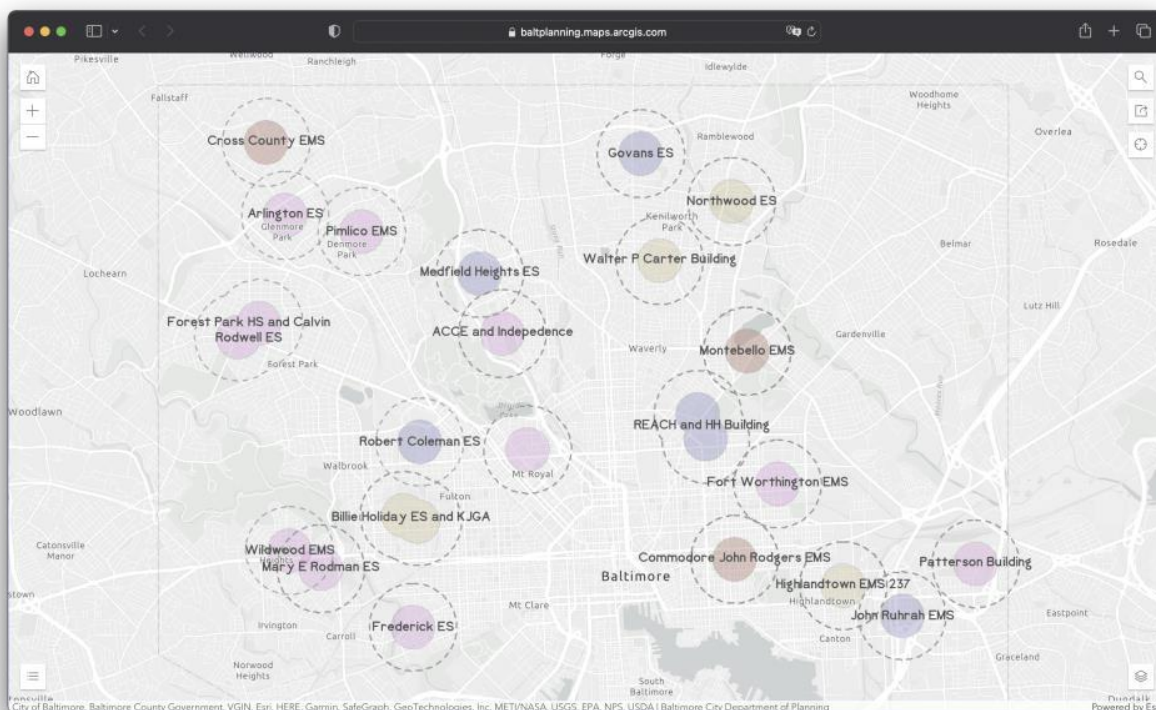 baltplanning.maps.arcgis.com
Pikesville
Ranchleigh
Idlewylde
Fallstaff
Woodhome
Heights
Overlea
Cross County EMS
Govans ES
Ramblewood
Northwood ES
Kenilworth
Park
Arlington ES
Glenmore
Park
Pimlico EMS
Denmore
Park
Belmar
Rosedale
Lochearn
Medfield Heights ES
Walter P Carter Building
Lutz Hill
Forest Park HS and Calvin
Rodwell ES
ACCE and Indepedence
Gardenville
Waverly
Montebello EMS
Forest Park
Woodlawn
REACH and HH Building
Robert Coleman ES
Walbrook
Mt Royal
Fort Worthington EMS
Fulton
Billie Holiday ES and KJGA
Catonsville
Manor
Wildwood EMS
Heights
Mary E Rodman ES
Commodore John Rodgers EMS
Patterson Building
Baltimore
Highlandtown EMS 237
Highlandtown
John Ruhrah EMS
Mt Clare
Eastpoint
Irvington
Carroll
Frederick ES
Canton
Graceland
Norwood
Heights
South
Baltimore
Dundalk
City of Baltimore, Baltimore County Government, VGIN, Esri, HERE, Garmin, SafeGraph, GeoTechnologies, Inc, METI/NASA, USGS, EPA, NPS, USDA | Baltimore City Department of Planning
Powered by Es